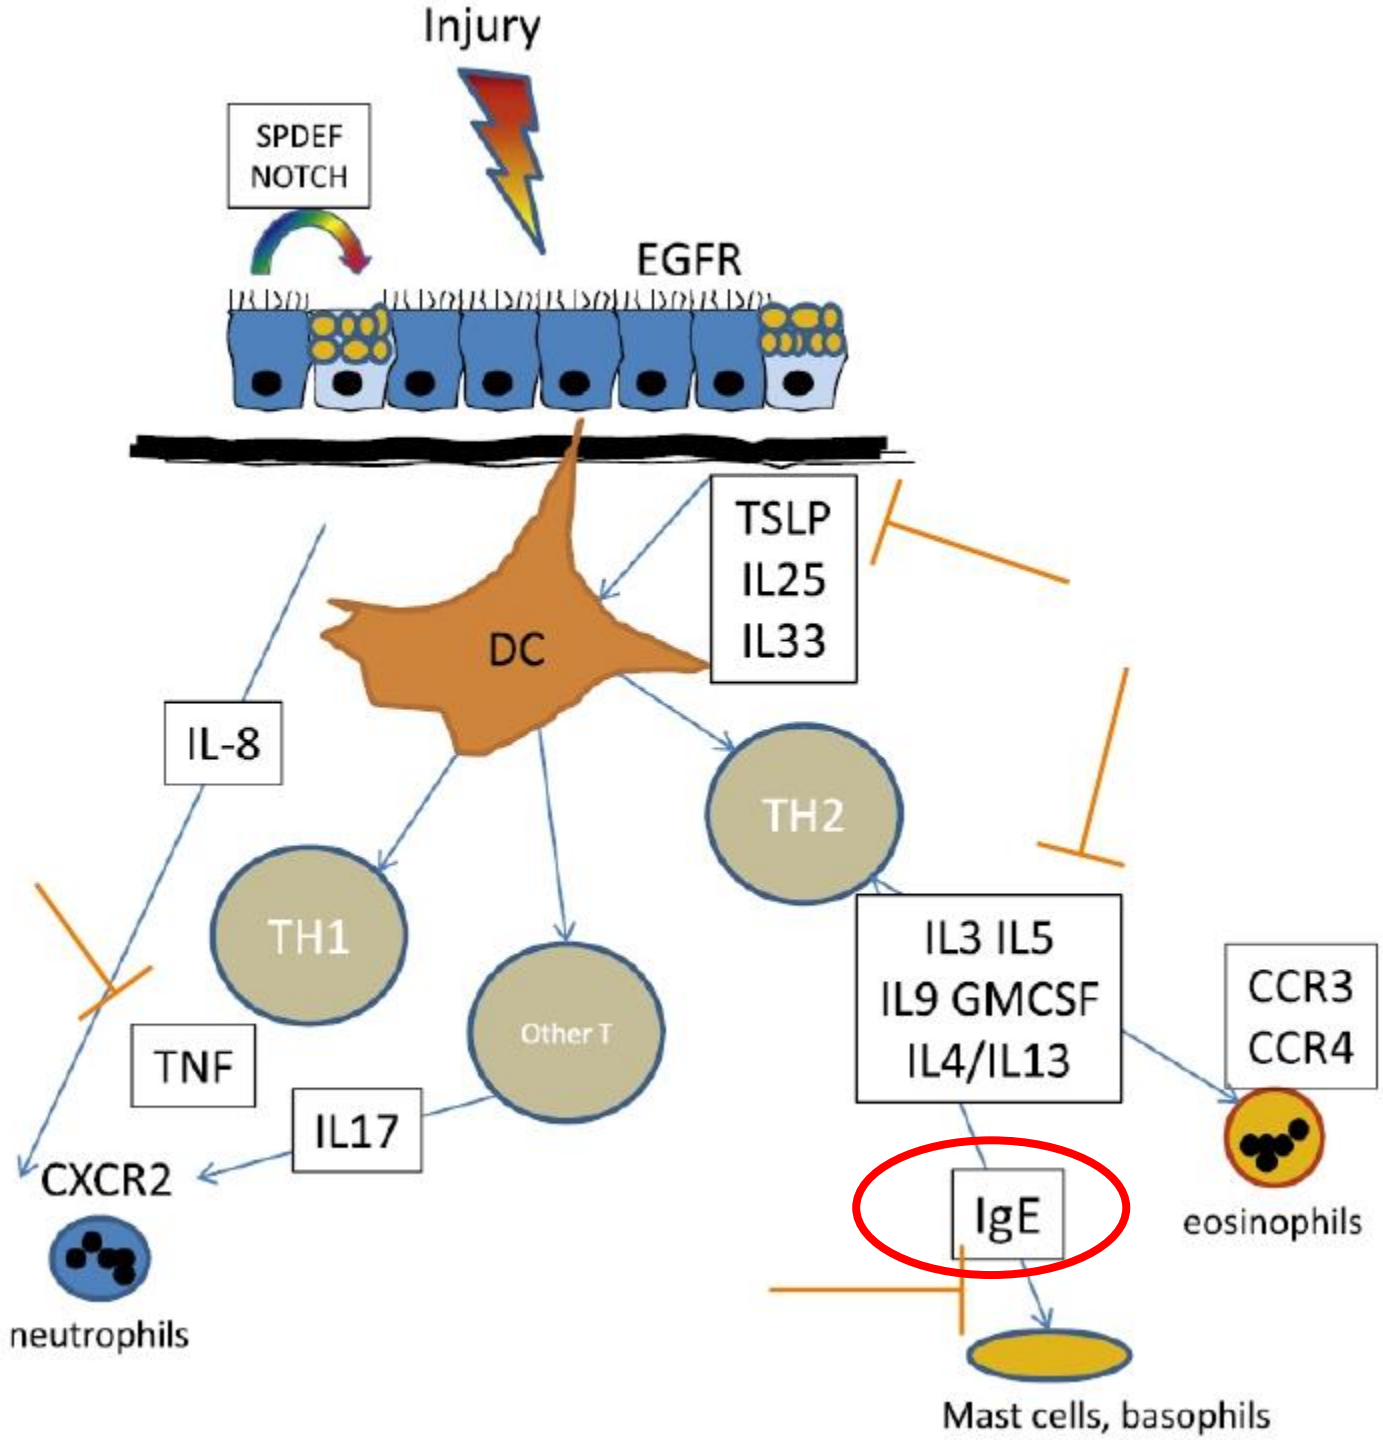 Injury
SPDEF
NOTCH
EGFR
TSLP
IL25
IL33
DC
IL-8
TH2
TH1
IL3 IL5
IL9 GMCSF
IL4/IL13
CCR3
CCR4
Other T
TNF
IL17
CXCR2
IgE
eosinophils
neutrophils
Mast cells, basophils